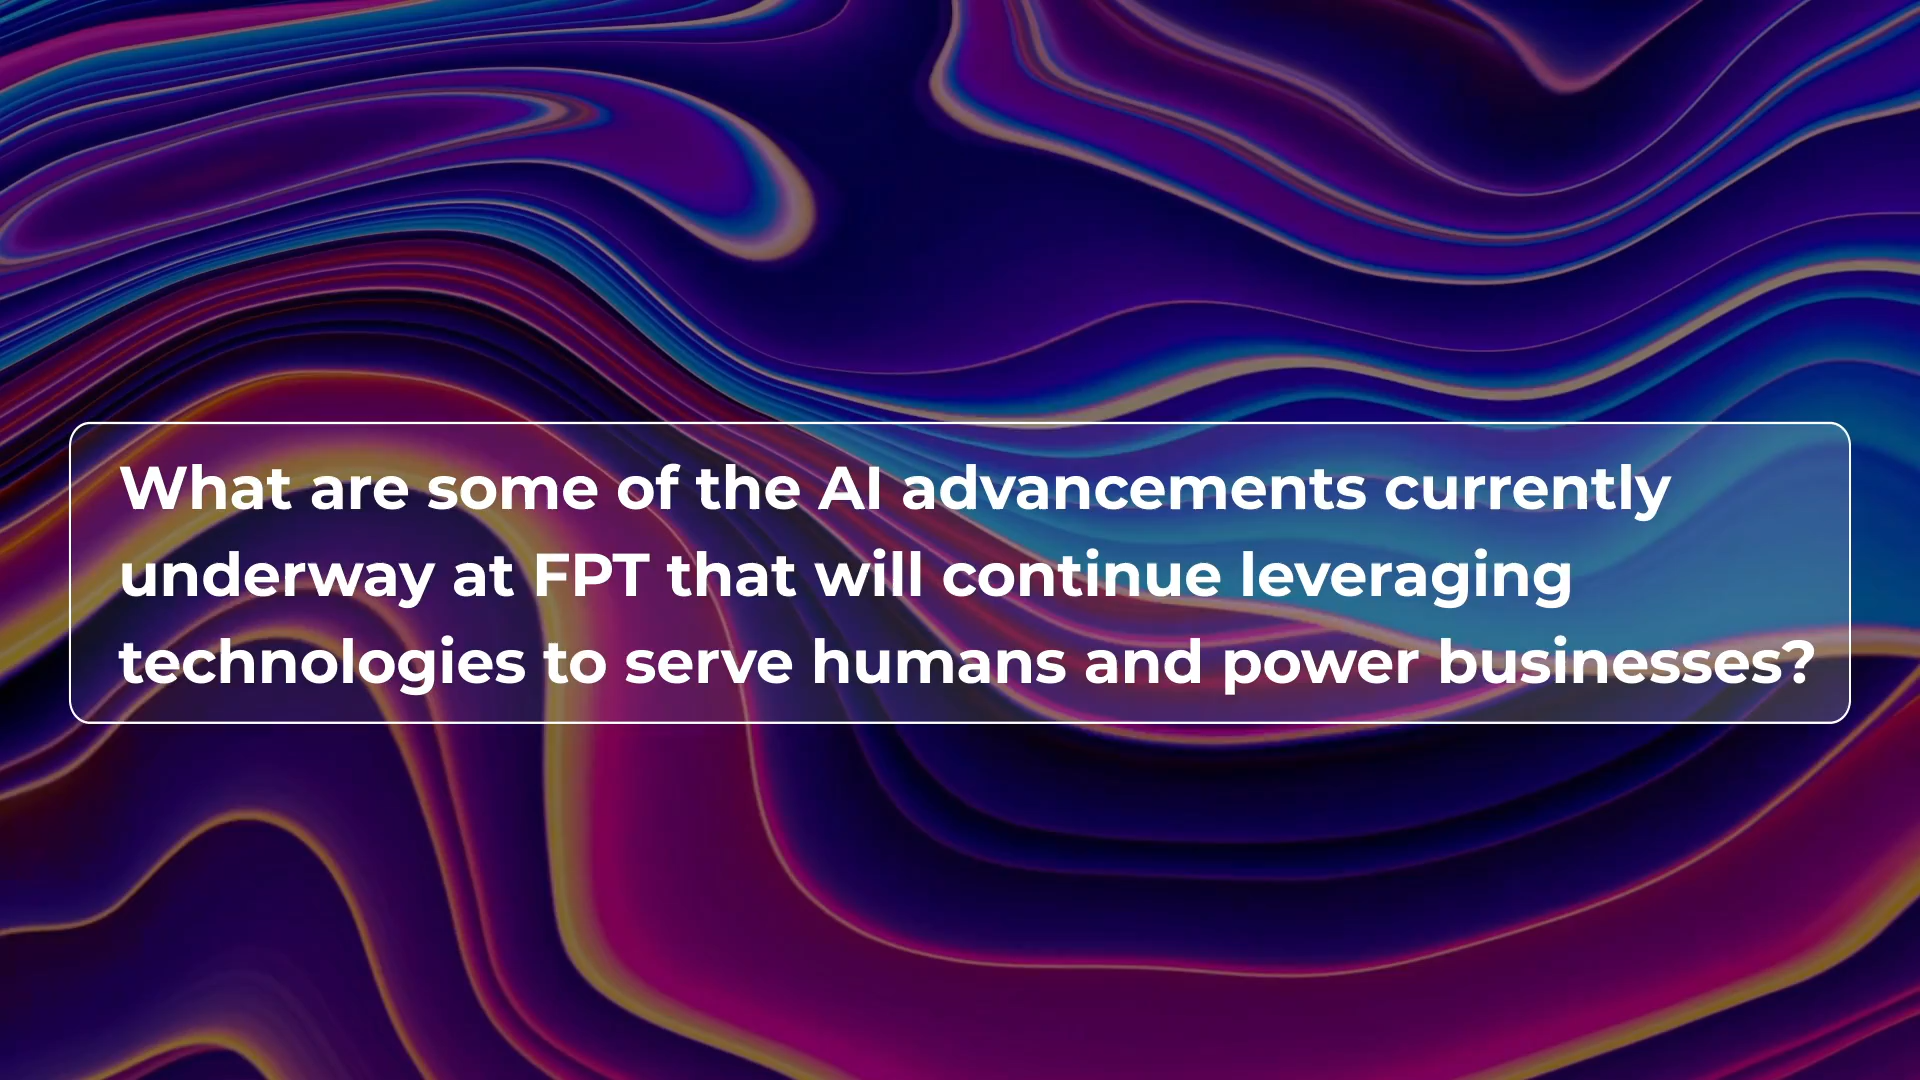 What are some of the AI advancements currently
underway at FPT that will continue leveraging
technologies to serve humans and power businesses?